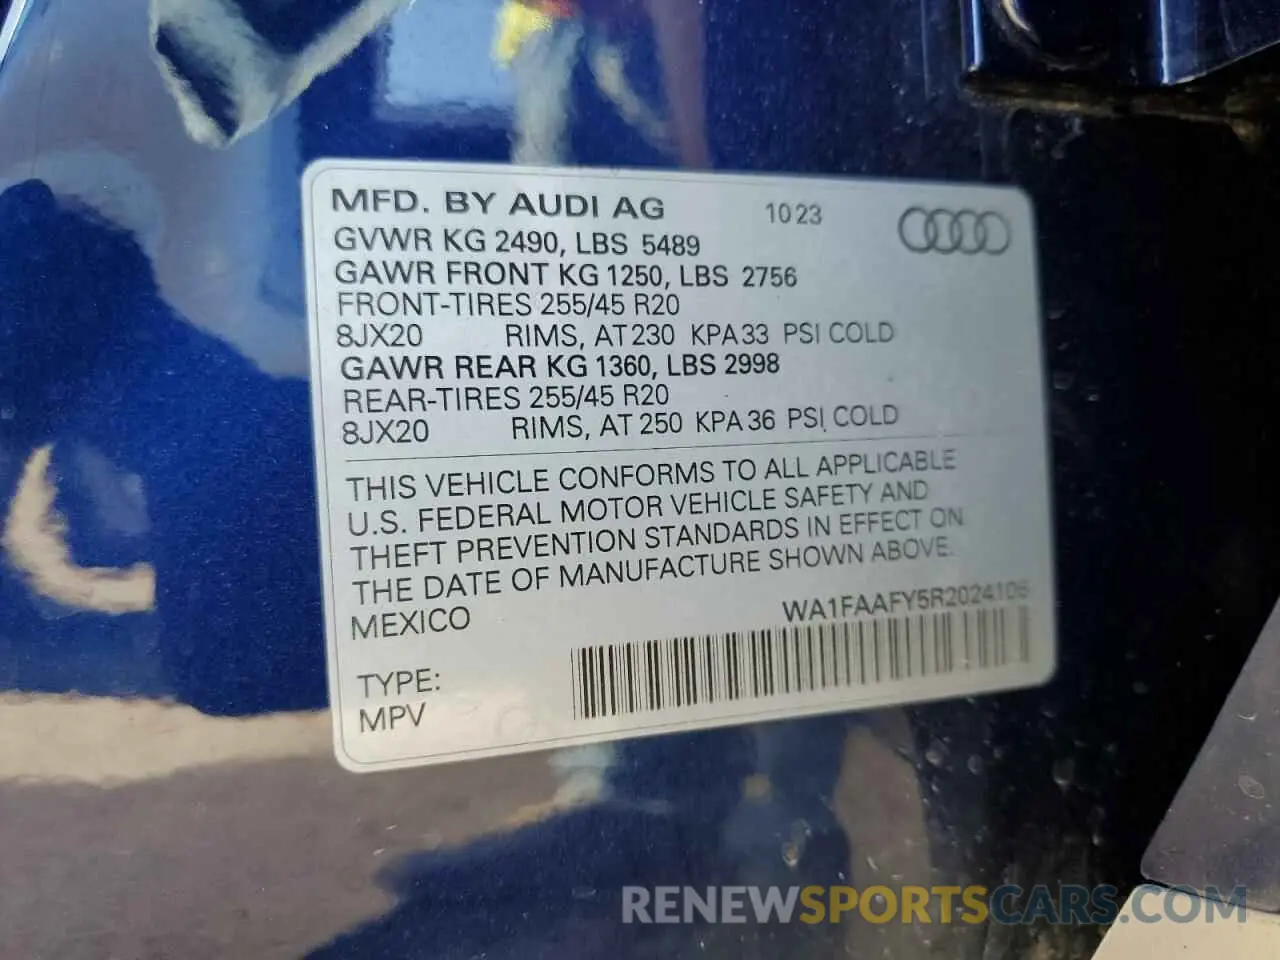 MFD. BY AUDI AG 10 23
GVWR KG 2490, LBS 5489
GAWR FRONT KG 1250, LBS 2756
FRONT-TIRES 255/45 R20
8JX20 RIMS, AT 230 KPA 33 PSI COLD
GAWR REAR KG 1360, LBS 2998
REAR-TIRES 255/45 R20
8JX20 RIMS, AT 250 KPA 36 PSI COLD
THIS VEHICLE CONFORMS TO ALL APPLICABLE
U.S. FEDERAL MOTOR VEHICLE SAFETY AND
THEFT PREVENTION STANDARDS IN EFFECT ON
THE DATE OF MANUFACTURE SHOWN ABOVE.
MEXICO WA1FAAFY5R2024106
TYPE:
MPV
RENEWSPORTSCARS.COM